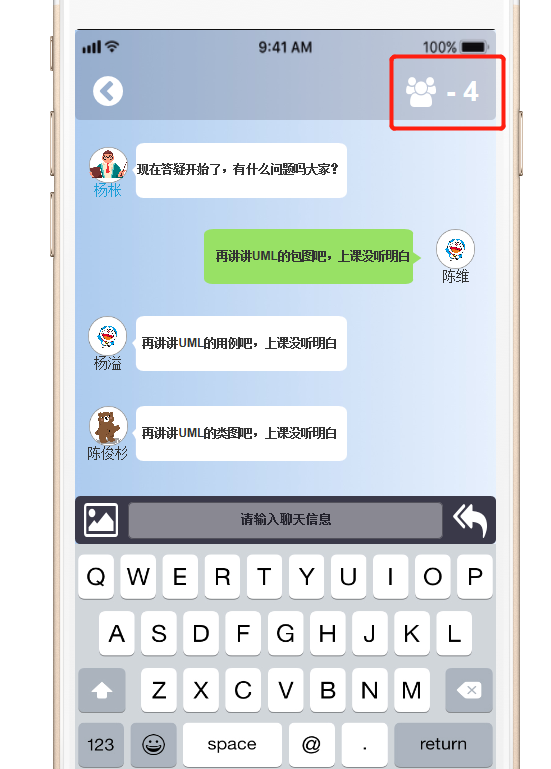 9:41 AM 100%
- 4
现在答疑开始了，有什么问题吗大家？
杨枨
再讲讲UML的包图吧，上课没听明白
陈维
再讲讲UML的用例吧，上课没听明白
杨溢
再讲讲UML的类图吧，上课没听明白
陈俊杉
请输入聊天信息
Q W E R T Y U I O P
A S D F G H J K L
Z X C V B N M
123 space @ . return